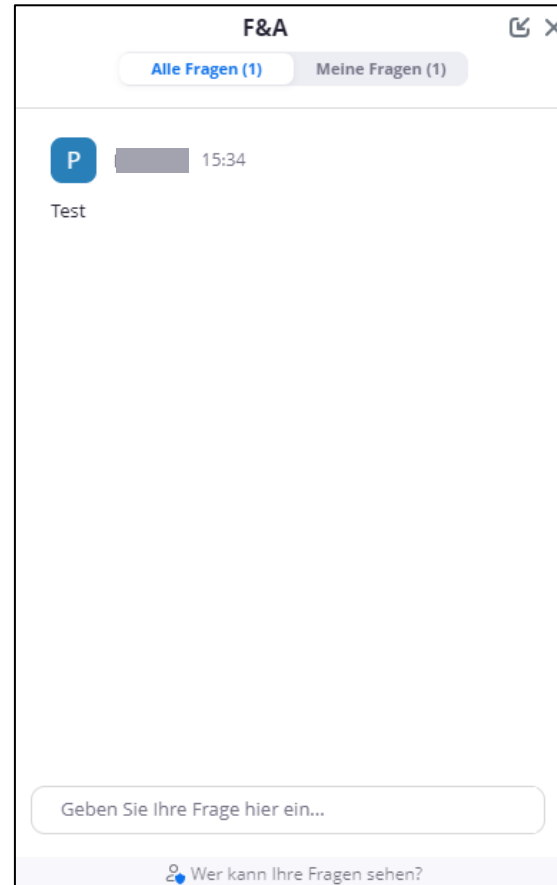 F&A
Alle Fragen (1) Meine Fragen (1)
P 15:34
Test
Geben Sie Ihre Frage hier ein...
Wer kann Ihre Fragen sehen?